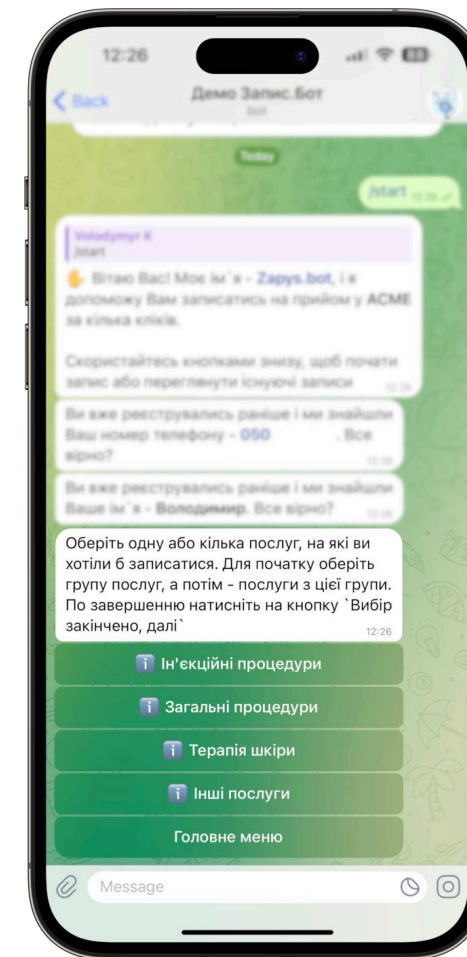 12:26
Back
Демо Запис.Бот
bot
Today
/start 12:26
Volodymyr K
/start
Вітаю Вас! Моє ім`я - Zapys.bot, і я
допоможу Вам записатись на прийом у ACME
за кілька кліків.
Скористайтесь кнопками знизу, щоб почати
запис або переглянути існуючі записи 12:26
Ви вже реєструвались раніше і ми знайшли
Ваш номер телефону - 050 . Все
вірно? 12:26
Ви вже реєструвались раніше і ми знайшли
Ваше ім`я - Володимир. Все вірно? 12:26
Оберіть одну або кілька послуг, на які ви
хотіли б записатися. Для початку оберіть
групу послуг, а потім - послуги з цієї групи.
По завершенню натисніть на кнопку `Вибір
закінчено, далі` 12:26
Ін'єкційні процедури
Загальні процедури
Терапія шкіри
Інші послуги
Головне меню
Message